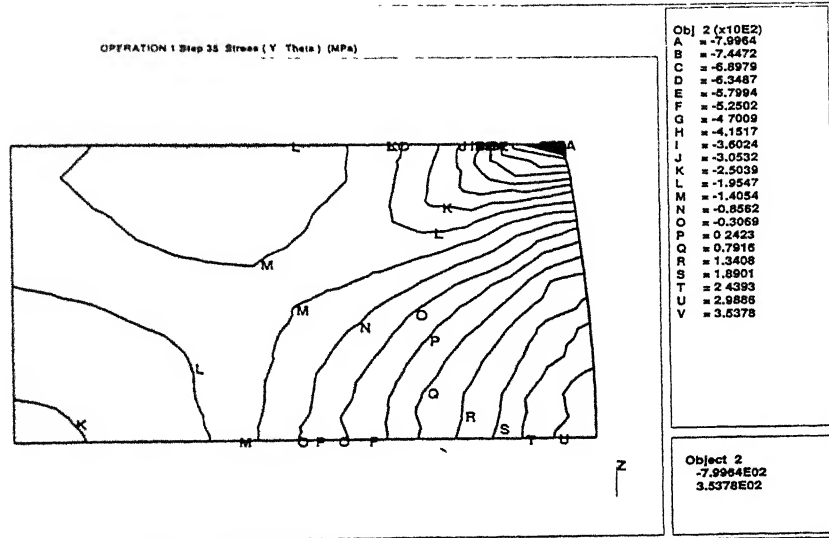 OPERATION 1 Step 35 Stress ( Y Theta ) (MPa)
Obj 2 (x10E2)
A = -7.9964
B = -7.4472
C = -6.8979
D = -6.3487
E = -5.7994
F = -5.2502
G = -4.7009
H = -4.1517
I = -3.6024
J = -3.0532
K = -2.5039
L = -1.9547
M = -1.4054
N = -0.8562
O = -0.3069
P = 0.2423
Q = 0.7916
R = 1.3408
S = 1.8901
T = 2.4393
U = 2.9886
V = 3.5378
L
J
A
K
L
M
M
N
O
P
L
Q
K
R
S
M
O
P
O
P
T
U
Z
Object 2
-7.9964E02
3.5378E02